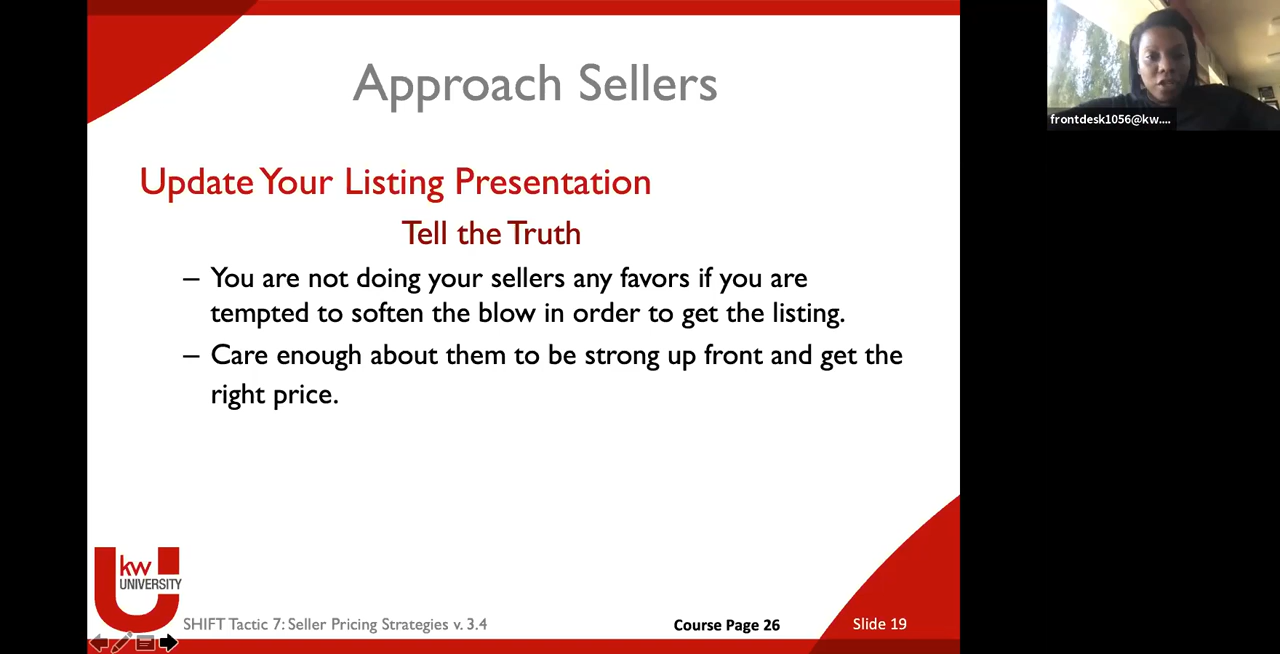 Approach Sellers
frontdesk1056@kw....
Update Your Listing Presentation
Tell the Truth
– You are not doing your sellers any favors if you are
tempted to soften the blow in order to get the listing.
– Care enough about them to be strong up front and get the
right price.
kw
UNIVERSITY
SHIFT Tactic 7: Seller Pricing Strategies v. 3.4
Course Page 26
Slide 19